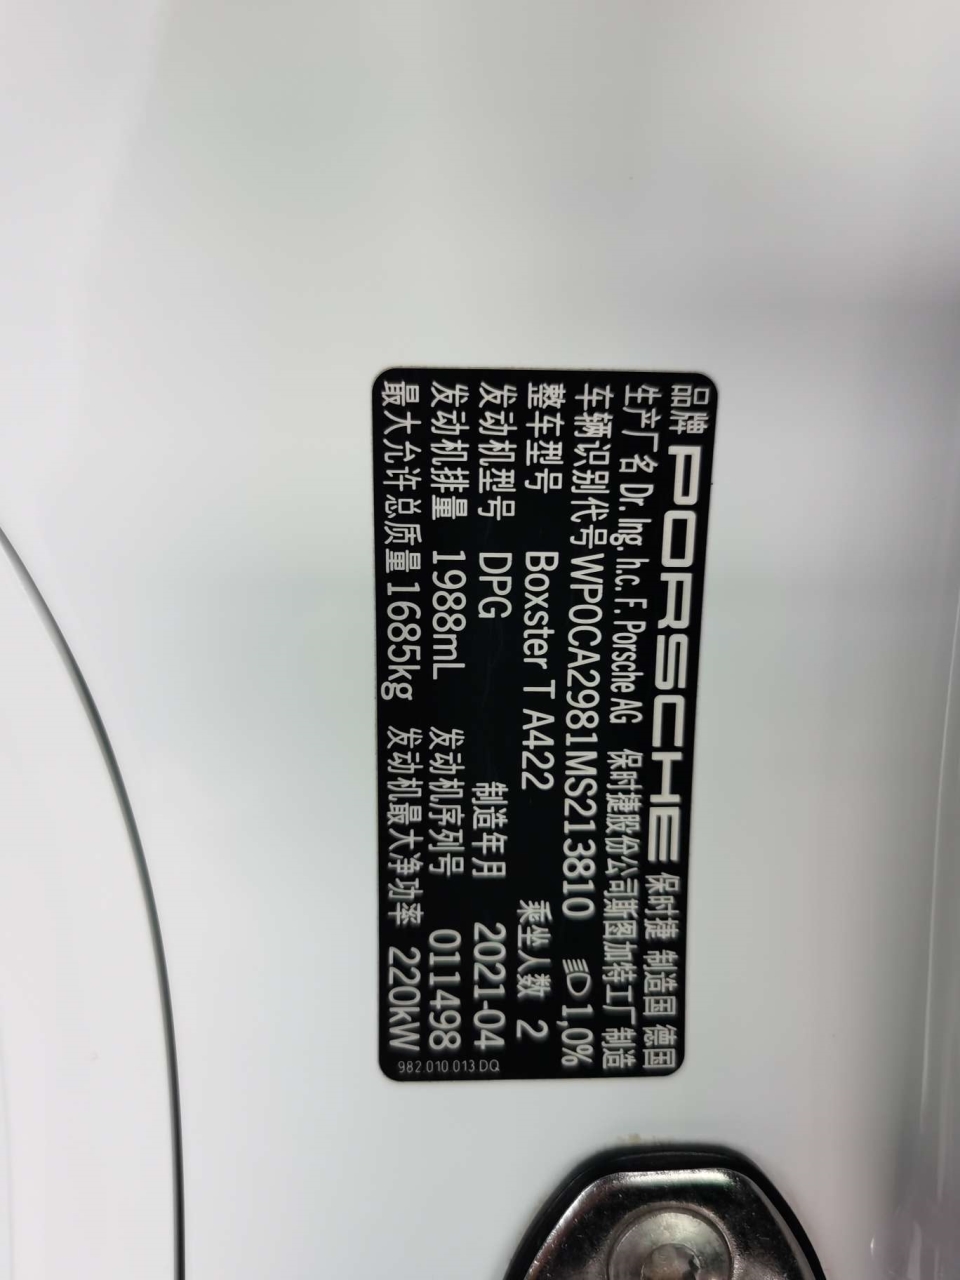 品牌 PORSCHE 保时捷 制造国 德国
生产厂名 Dr. Ing. h.c. F. Porsche AG 保时捷股份公司斯图加特工厂 制造
车辆识别代号 WP0CA2981MS213810 1,0%
整车型号 Boxster T A422 乘坐人数 2
发动机型号 DPG 制造年月 2021-04
发动机排量 1988mL 发动机序列号 011498
最大允许总质量 1685kg 发动机最大净功率 220kW
982.010.013 DQ